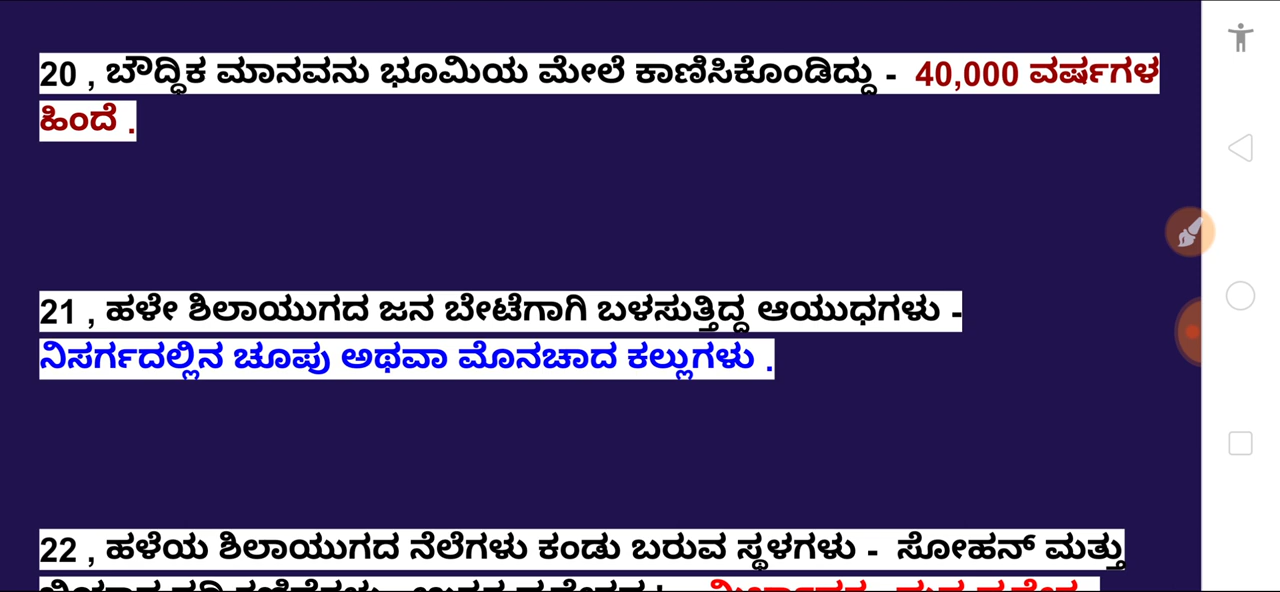 20 , ಬೌದ್ಧಿಕ ಮಾನವನು ಭೂಮಿಯ ಮೇಲೆ ಕಾಣಿಸಿಕೊಂಡಿದ್ದು - 40,000 ವರ್ಷಗಳ
ಹಿಂದೆ .
21 , ಹಳೇ ಶಿಲಾಯುಗದ ಜನ ಬೇಟೆಗಾಗಿ ಬಳಸುತ್ತಿದ್ದ ಆಯುಧಗಳು -
ನಿಸರ್ಗದಲ್ಲಿನ ಚೂಪು ಅಥವಾ ಮೊನಚಾದ ಕಲ್ಲುಗಳು .
22 , ಹಳೆಯ ಶಿಲಾಯುಗದ ನೆಲೆಗಳು ಕಂಡು ಬರುವ ಸ್ಥಳಗಳು - ಸೋಹನ್ ಮತ್ತು